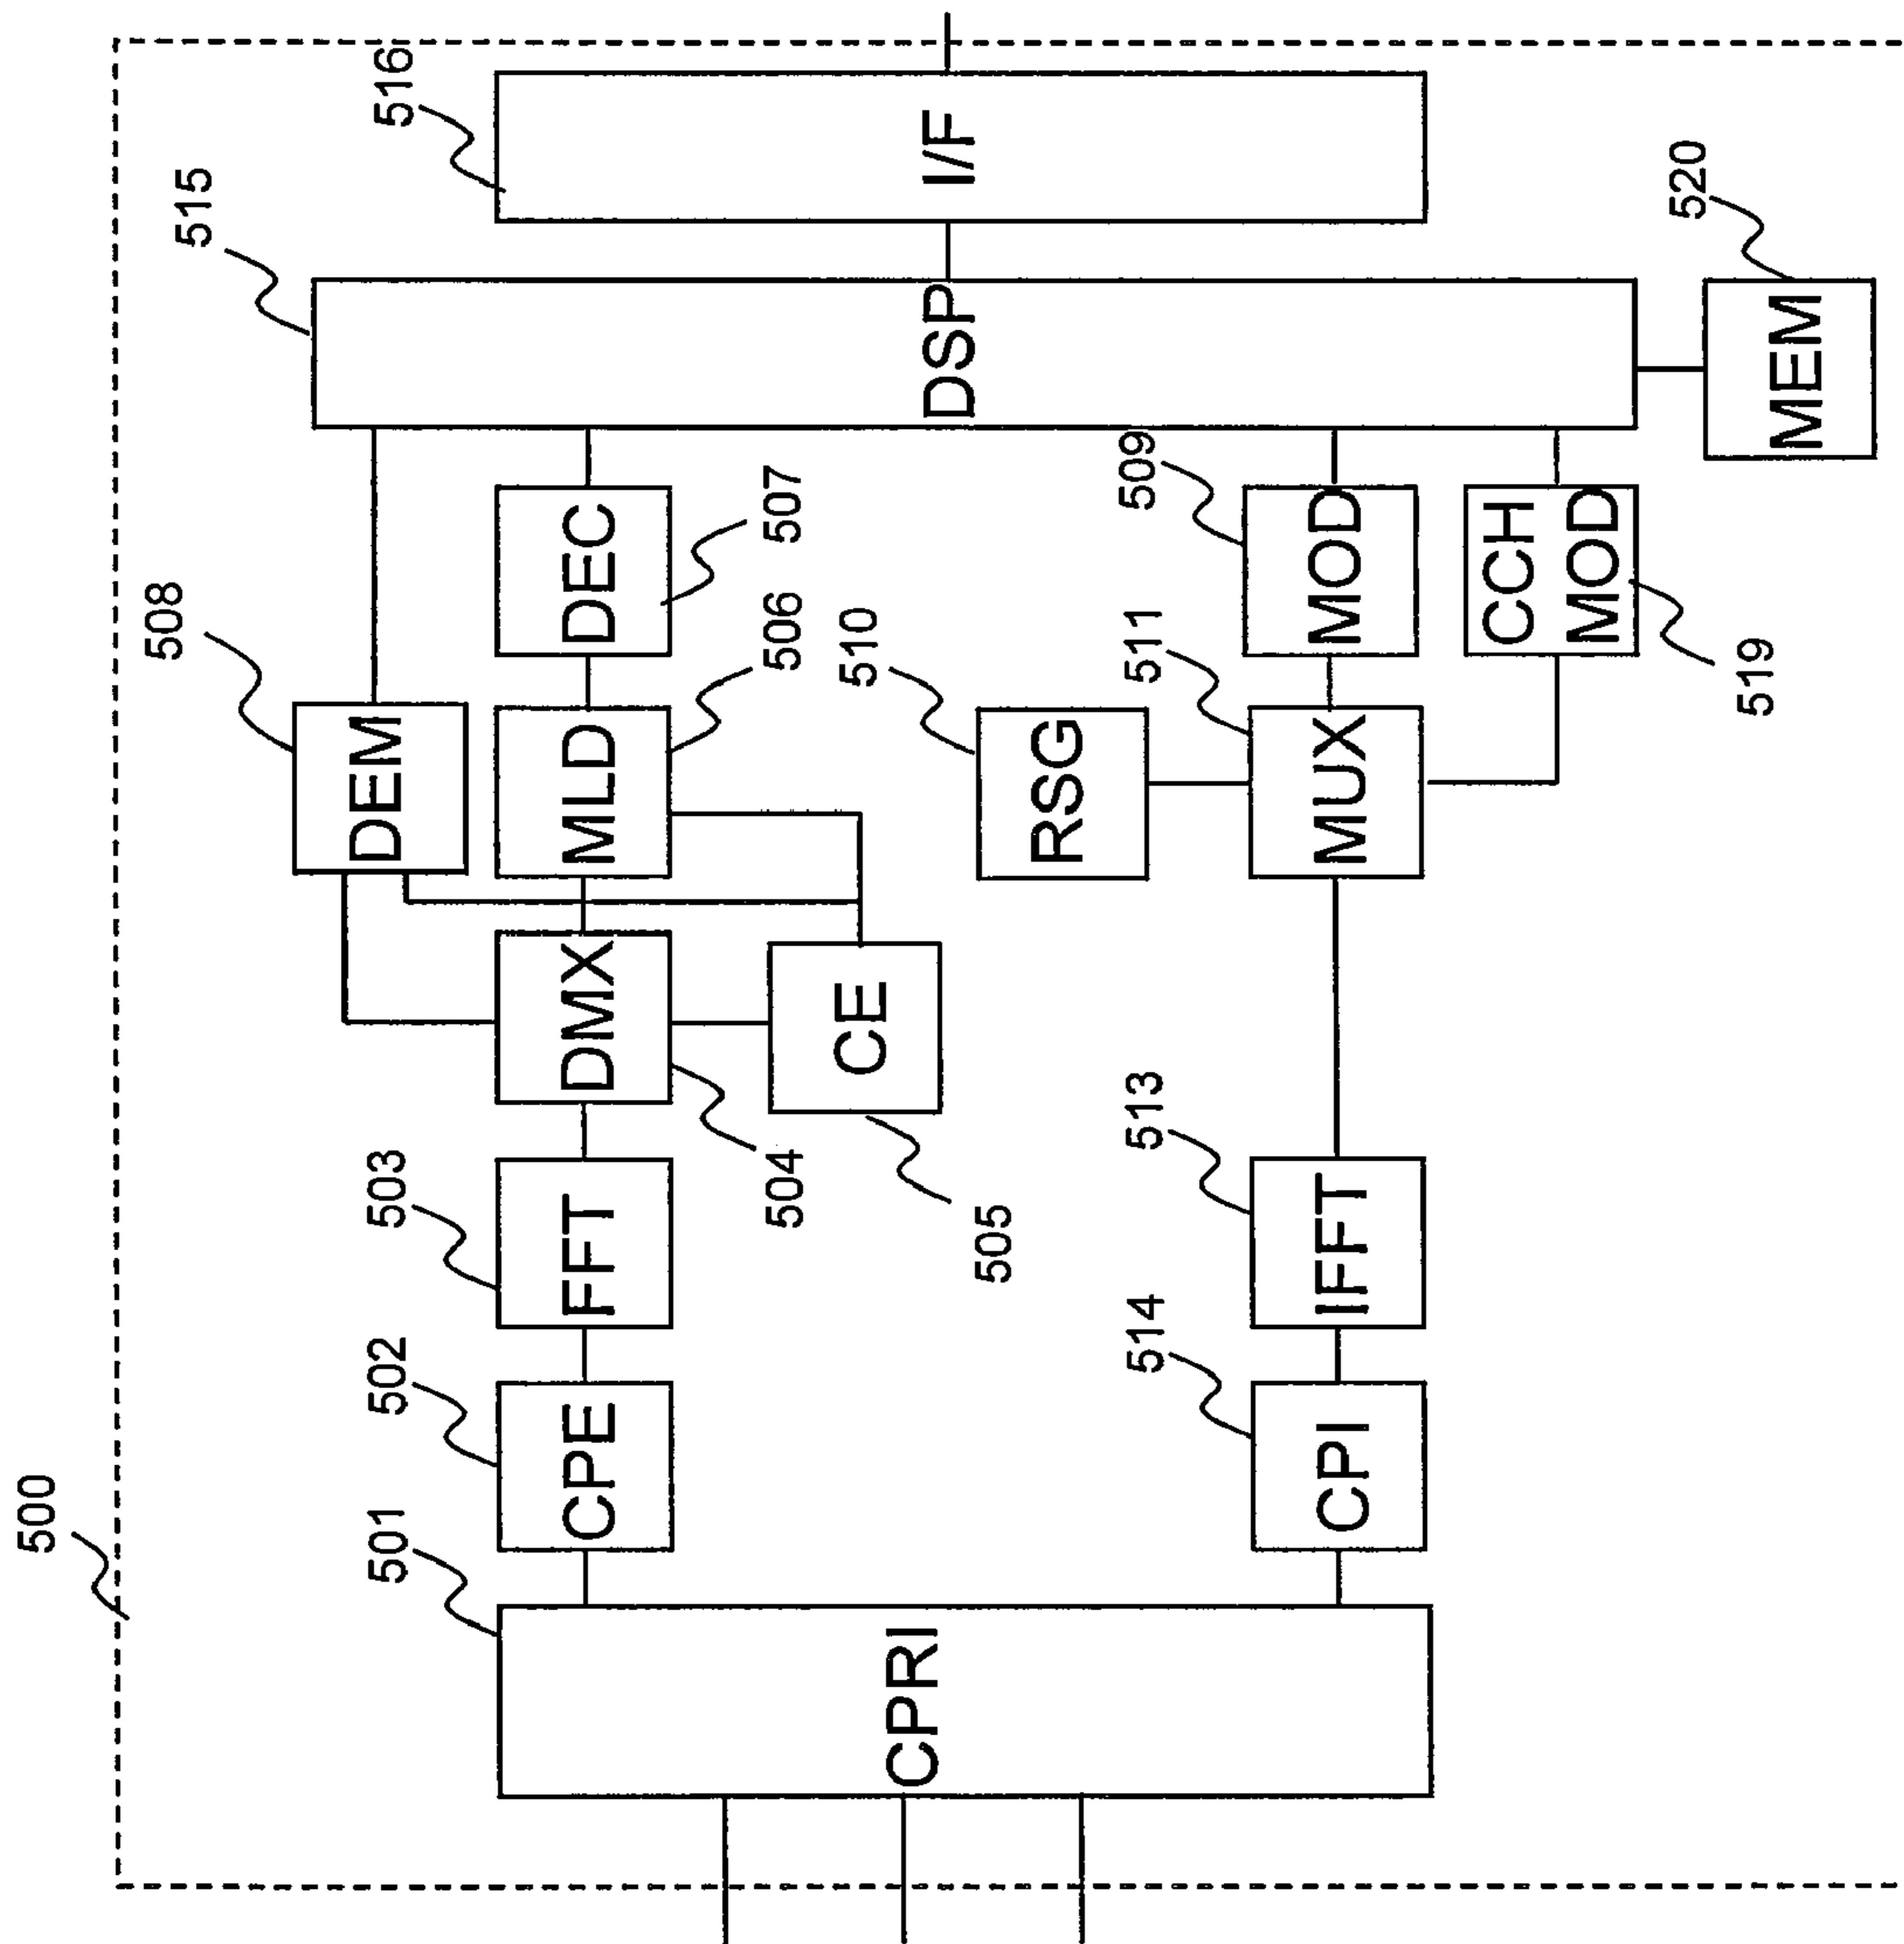 500
501
CPRI
502
CPE
503
FFT
504
DMX
505
CE
506
MLD
507
DEC
508
DEM
515
DSP
516
I/F
514
CPI
513
IFFT
510
RSG
511
MUX
509
MOD
519
CCH
MOD
520
MEM